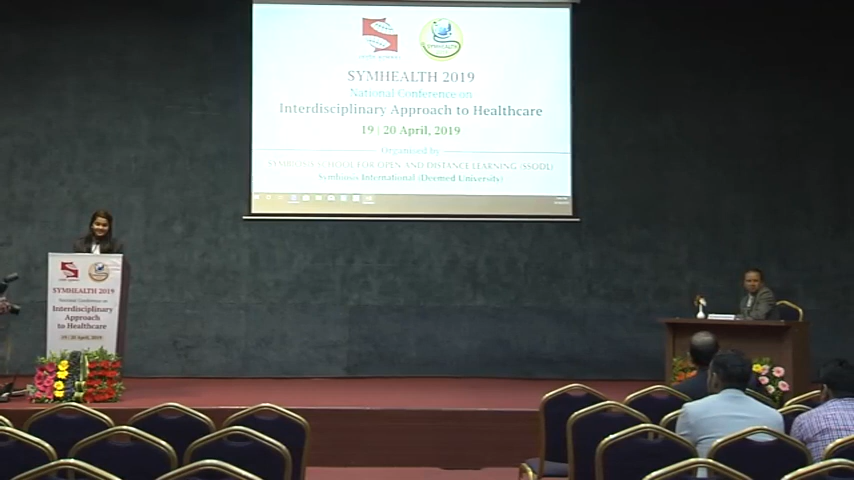 SYMHEALTH 2019
National Conference on
Interdisciplinary Approach to Healthcare
19 | 20 April, 2019
Organised by
SYMBIOSIS SCHOOL FOR OPEN AND DISTANCE LEARNING (SSODL)
Symbiosis International (Deemed University)
SYMHEALTH 2019
National Conference on
Interdisciplinary
Approach
to Healthcare
19 | 20 April, 2019